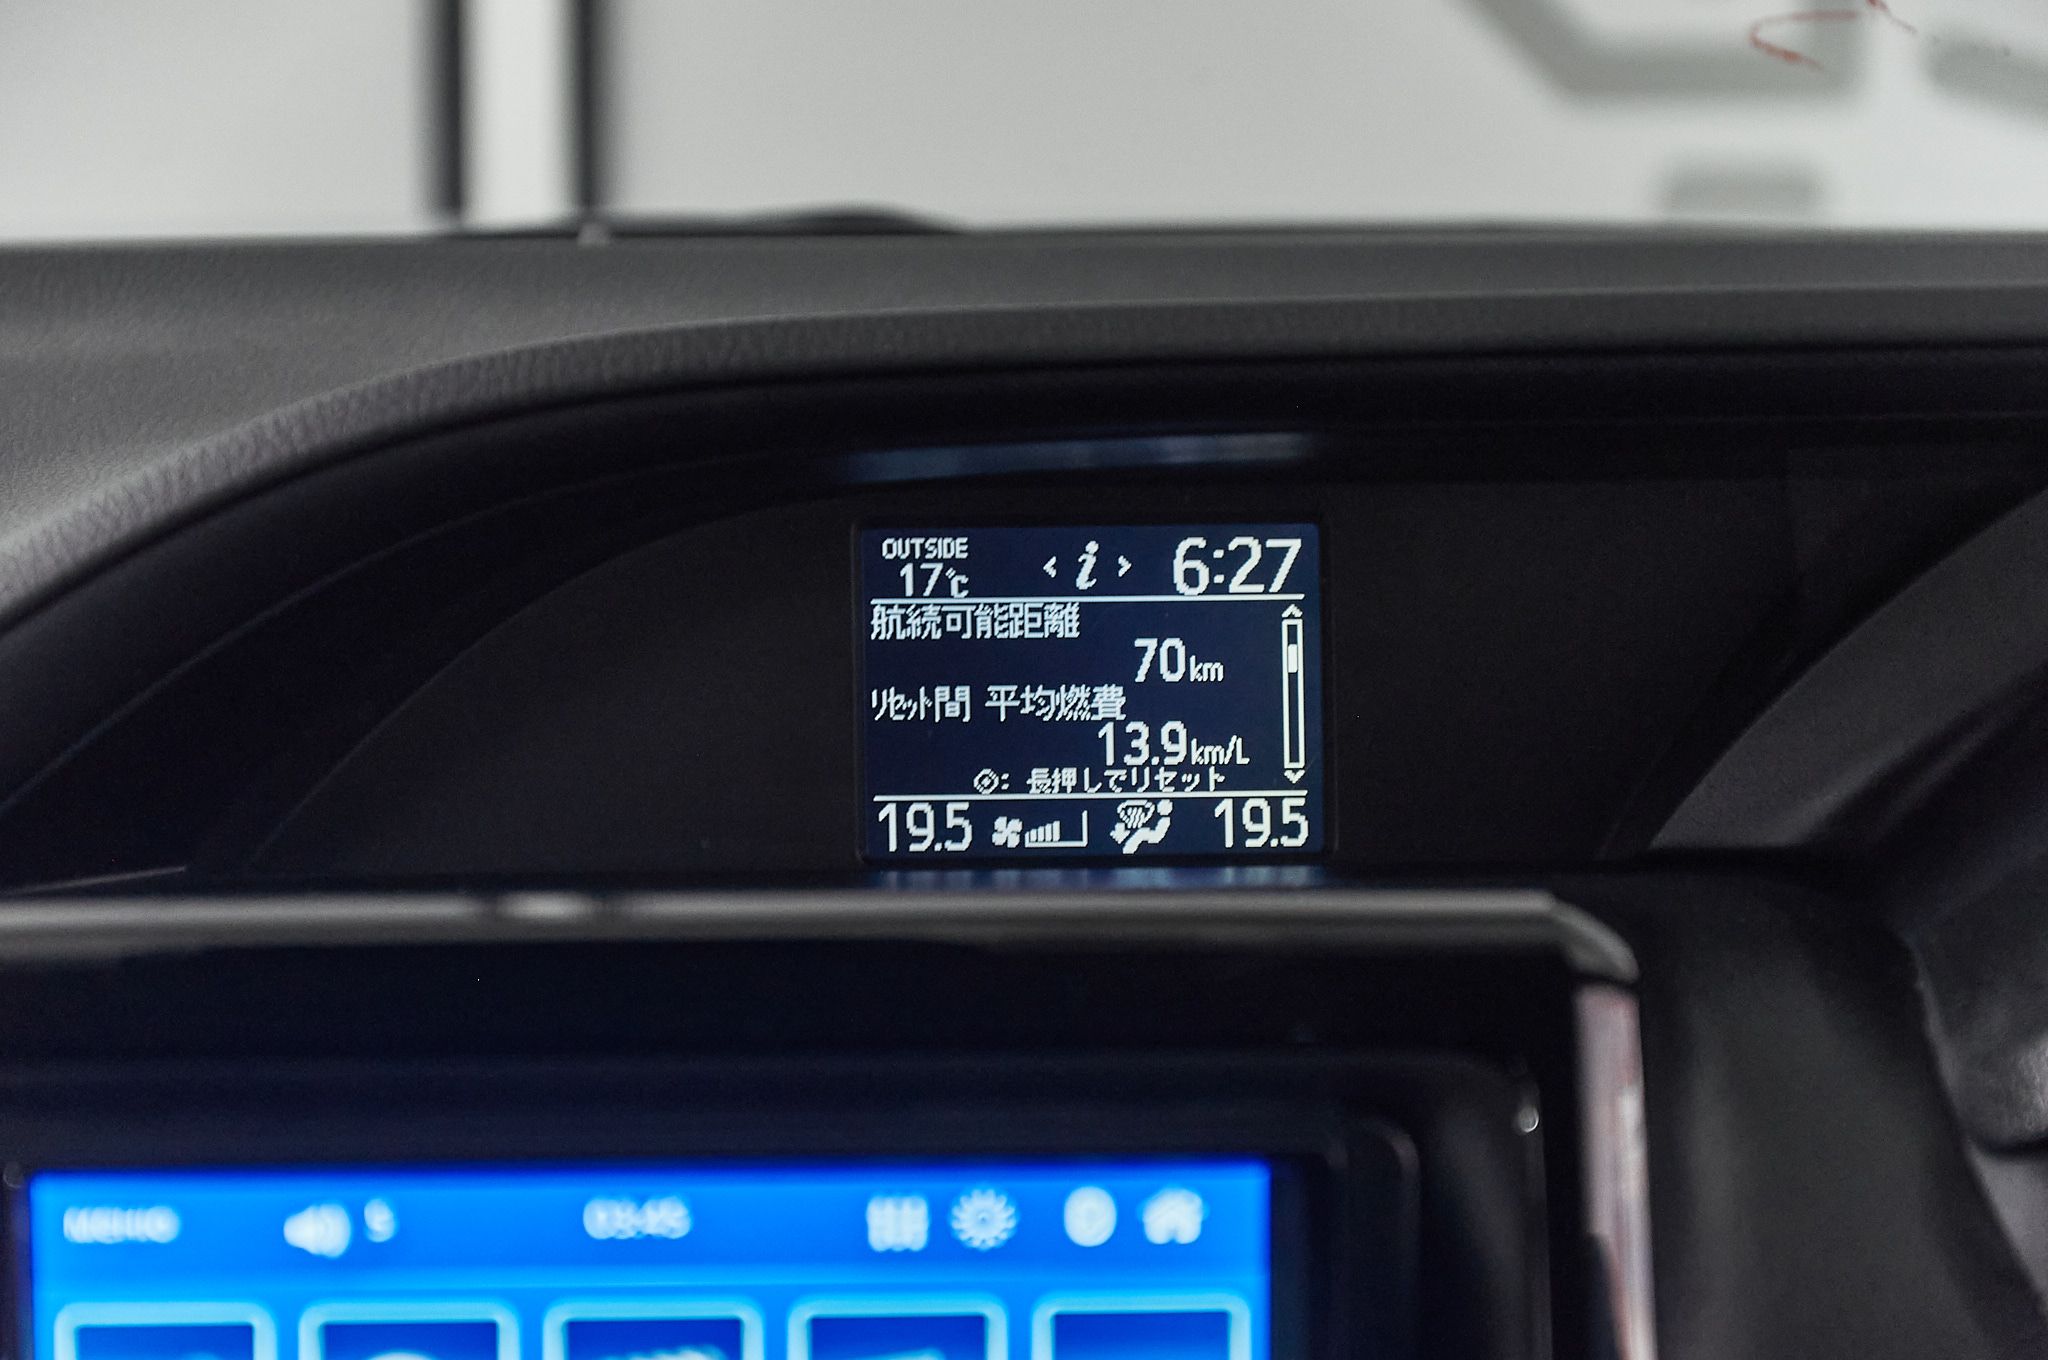 OUTSIDE
17℃
< i > 6:27
航続可能距離
70km
リセット間 平均燃費
13.9km/L
: 長押しでリセット
19.5 19.5
МЕНЮ